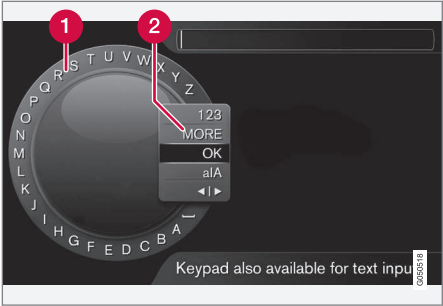 1
2
A B C D E F G H I J K L M N O P Q R S T U V W X Y Z
123
MORE
OK
a|A
◄|►
Keypad also available for text inpu
G050518